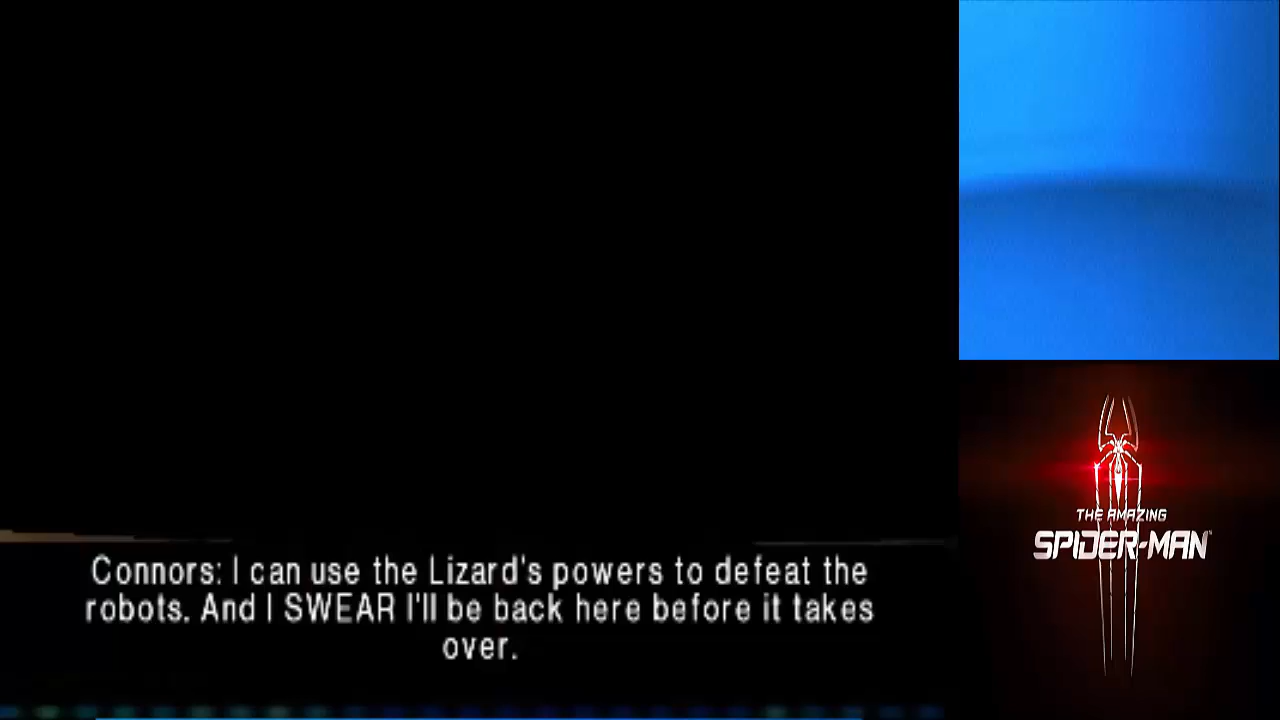 Connors: I can use the Lizard's powers to defeat the
robots. And I SWEAR I'll be back here before it takes
over.
THE AMAZING
SPIDER-MAN™